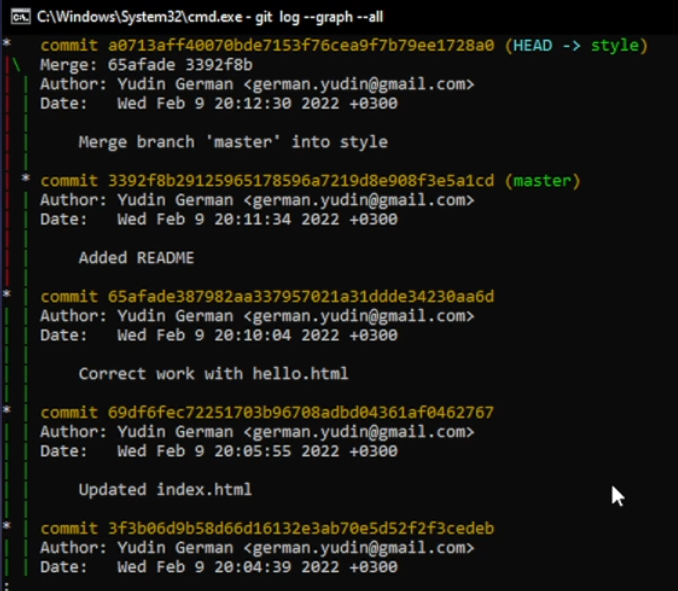 C:\Windows\System32\cmd.exe - git log --graph --all
* commit a0713aff40070bde7153f76cea9f7b79ee1728a0 (HEAD -> style)
|\ Merge: 65afade 3392f8b
| | Author: Yudin German <german.yudin@gmail.com>
| | Date: Wed Feb 9 20:12:30 2022 +0300
| |
| | Merge branch 'master' into style
| |
| * commit 3392f8b29125965178596a7219d8e908f3e5a1cd (master)
| | Author: Yudin German <german.yudin@gmail.com>
| | Date: Wed Feb 9 20:11:34 2022 +0300
| |
| | Added README
| |
* | commit 65afade387982aa337957021a31ddde34230aa6d
| | Author: Yudin German <german.yudin@gmail.com>
| | Date: Wed Feb 9 20:10:04 2022 +0300
| |
| | Correct work with hello.html
| |
* | commit 69df6fec72251703b96708adbd04361af0462767
| | Author: Yudin German <german.yudin@gmail.com>
| | Date: Wed Feb 9 20:05:55 2022 +0300
| |
| | Updated index.html
| |
* | commit 3f3b06d9b58d66d16132e3ab70e5d52f2f3cedeb
| | Author: Yudin German <german.yudin@gmail.com>
| | Date: Wed Feb 9 20:04:39 2022 +0300
: